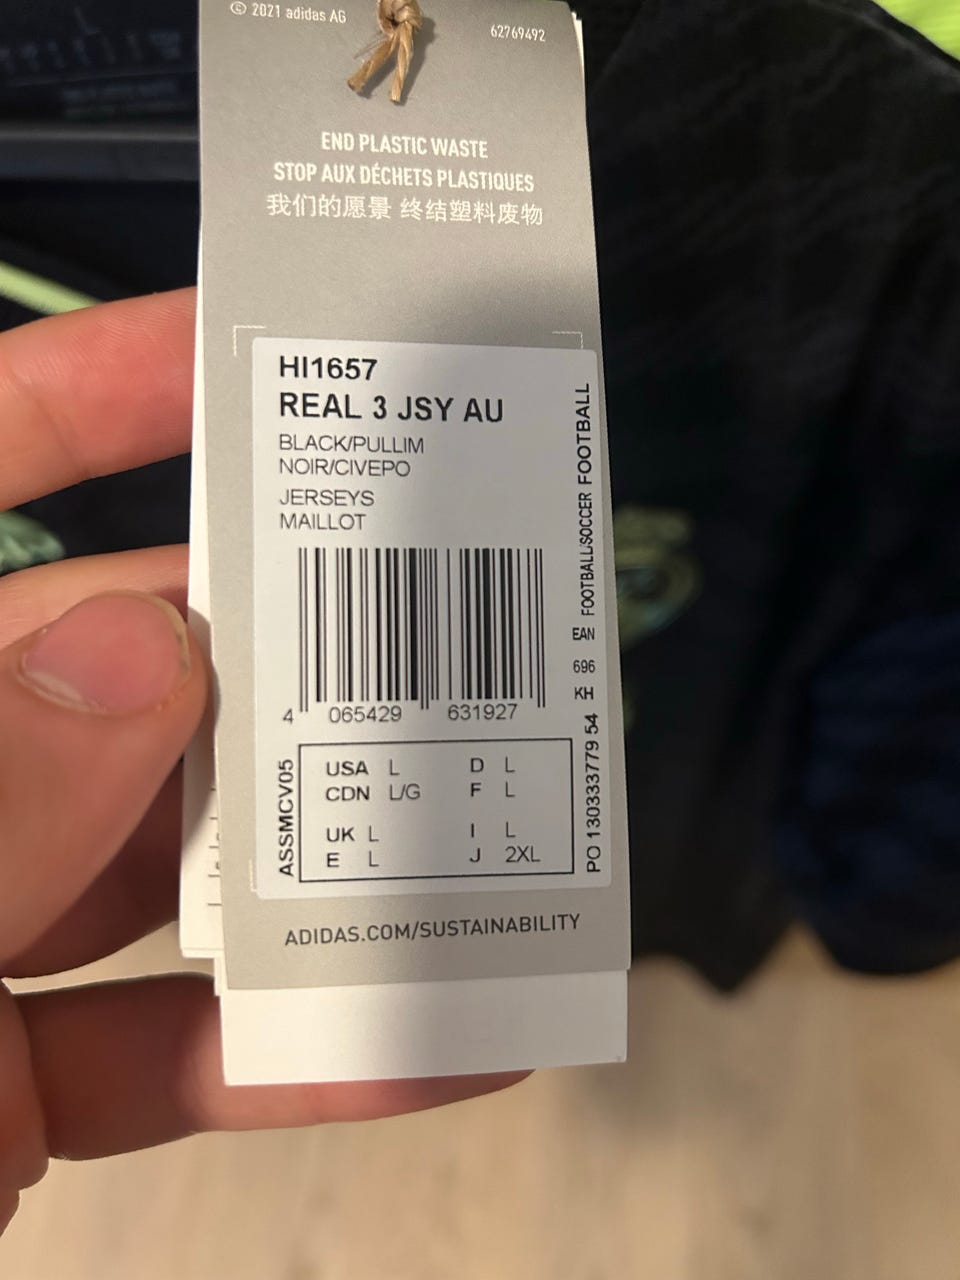 © 2021 adidas AG
62769492
END PLASTIC WASTE
STOP AUX DÉCHETS PLASTIQUES
我们的愿景 终结塑料废物
HI1657
REAL 3 JSY AU
BLACK/PULLIM
NOIR/CIVEPO
JERSEYS
MAILLOT
4 065429 631927
FOOTBALL/SOCCER FOOTBALL
EAN
696
KH
PO 130333779 54
ASSMCV05
USA L D L
CDN L/G F L
UK L I L
E L J 2XL
ADIDAS.COM/SUSTAINABILITY